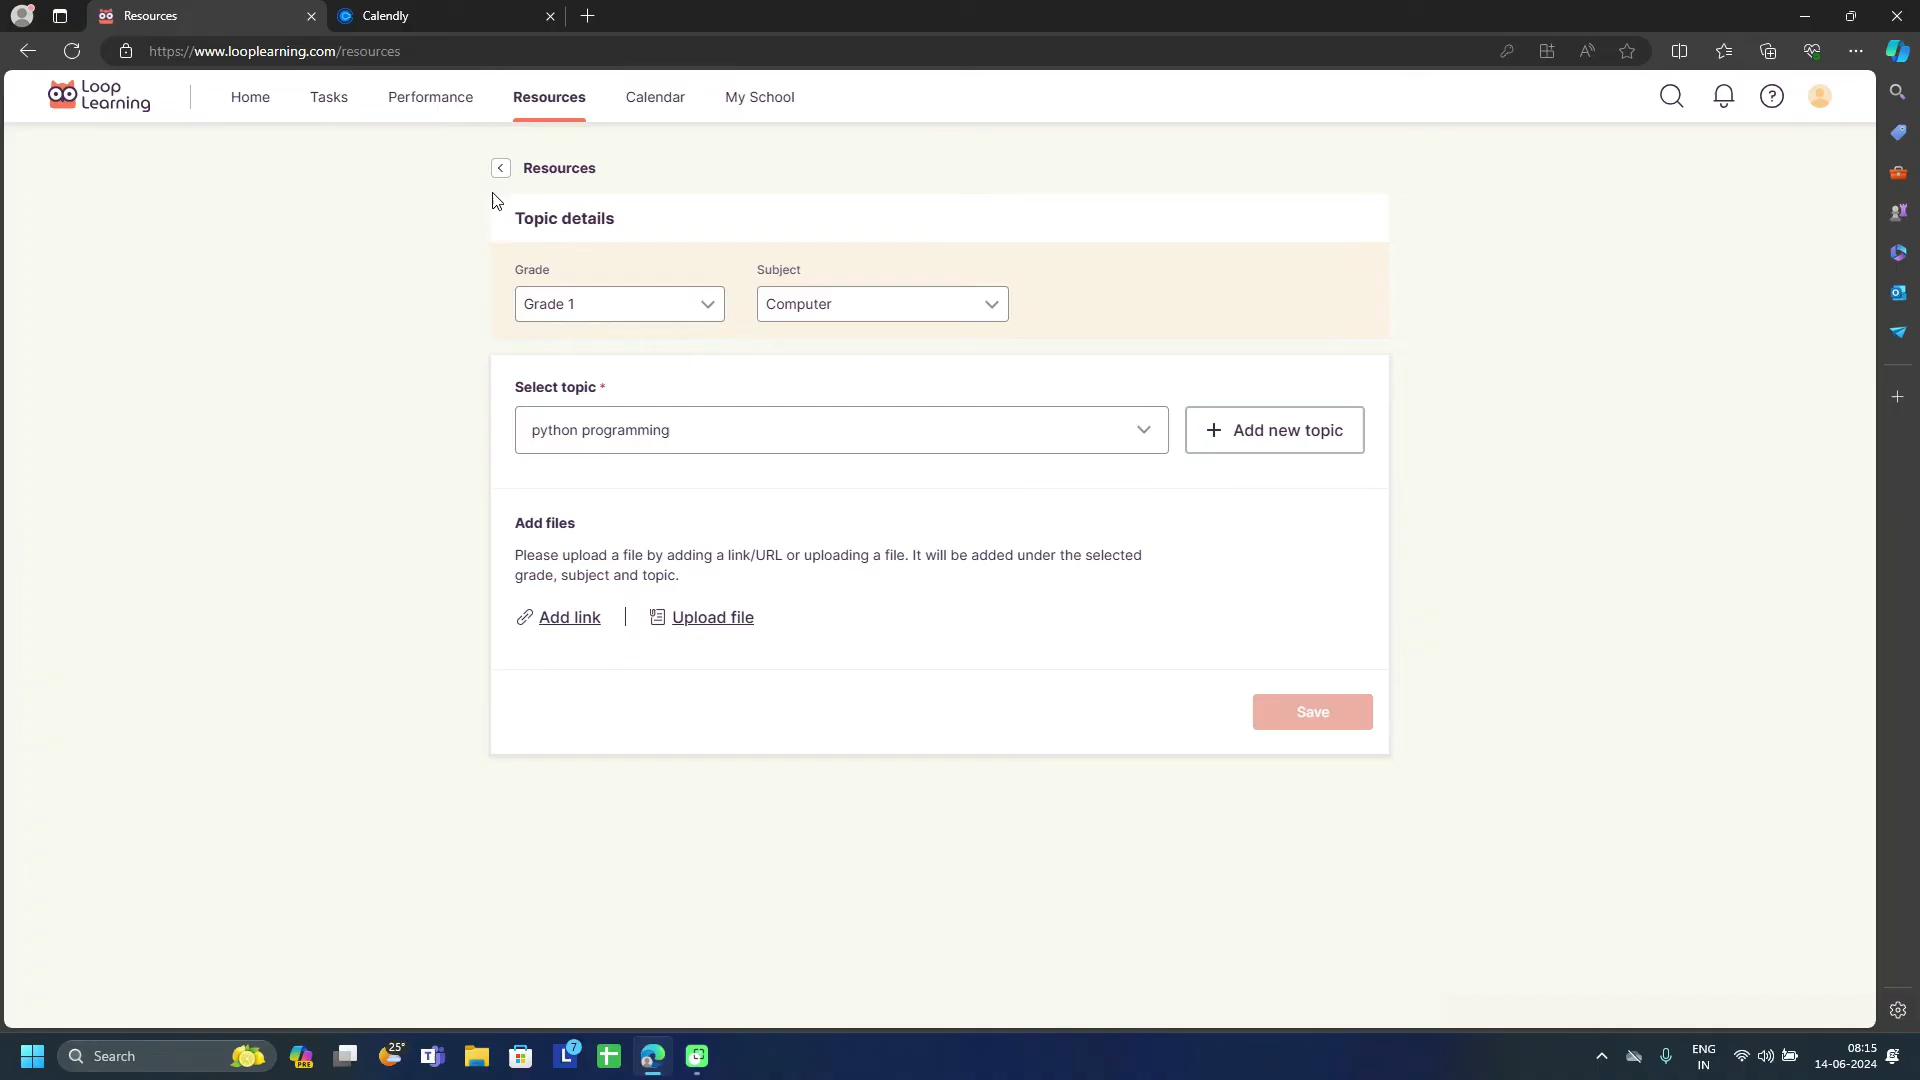 Resources
Calendly
https://www.looplearning.com/resources
Loop
Learning
Home
Tasks
Performance
Resources
Calendar
My School
Resources
Topic details
Grade
Subject
Grade 1
Computer
Select topic *
python programming
Add new topic
Add files
Please upload a file by adding a link/URL or uploading a file. It will be added under the selected
grade, subject and topic.
Add link
Upload file
Save
Search
PRE
25°
7
ENG
IN
08:15
14-06-2024